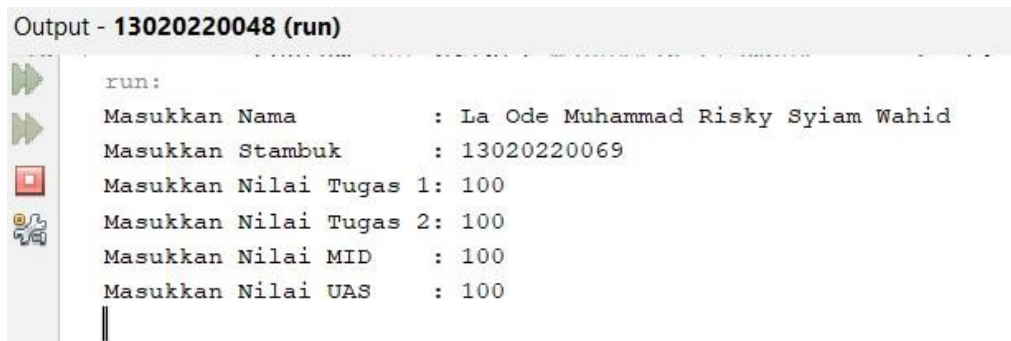 Output - 13020220048 (run)
run:
Masukkan Nama : La Ode Muhammad Risky Syiam Wahid
Masukkan Stambuk : 13020220069
Masukkan Nilai Tugas 1: 100
Masukkan Nilai Tugas 2: 100
Masukkan Nilai MID : 100
Masukkan Nilai UAS : 100